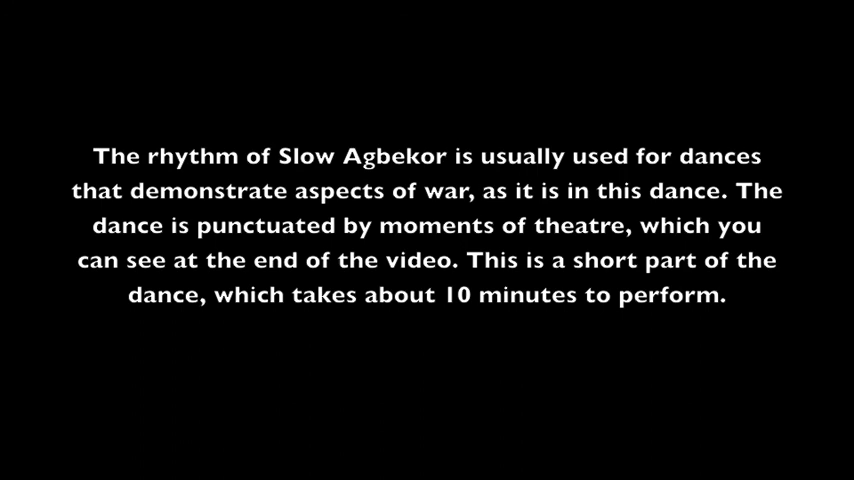 The rhythm of Slow Agbekor is usually used for dances
that demonstrate aspects of war, as it is in this dance. The
dance is punctuated by moments of theatre, which you
can see at the end of the video. This is a short part of the
dance, which takes about 10 minutes to perform.